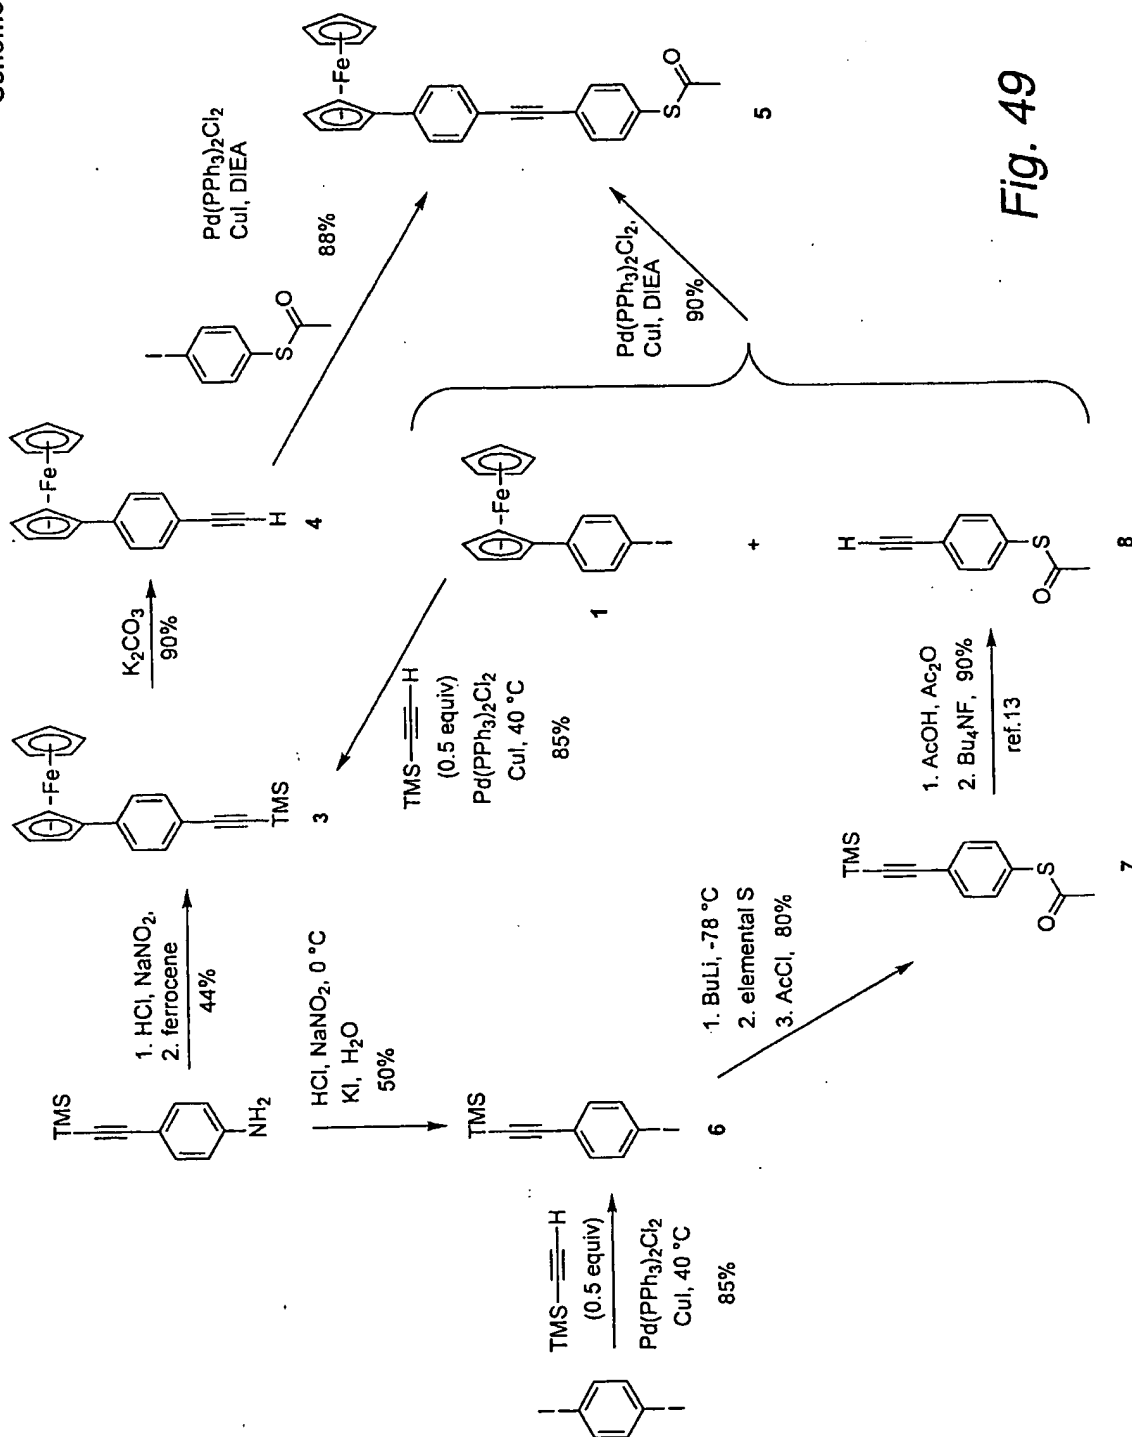 TMS
NH2
1. HCl, NaNO2,
2. ferrocene
44%
Fe
TMS
3
K2CO3
90%
Fe
H
4
I
S
O
Pd(PPh3)2Cl2
CuI, DIEA
88%
Fe
S
O
5
HCl, NaNO2, 0 °C
KI, H2O
50%
TMS—≡—H
(0.5 equiv)
Pd(PPh3)2Cl2
CuI, 40 °C
85%
Fe
I
1
+
Pd(PPh3)2Cl2,
CuI, DIEA
90%
I
I
TMS—≡—H
(0.5 equiv)
Pd(PPh3)2Cl2
CuI, 40 °C
85%
TMS
I
6
1. BuLi, -78 °C
2. elemental S
3. AcCl, 80%
TMS
S
O
7
1. AcOH, Ac2O
2. Bu4NF, 90%
ref.13
H
S
O
8
Fig. 49